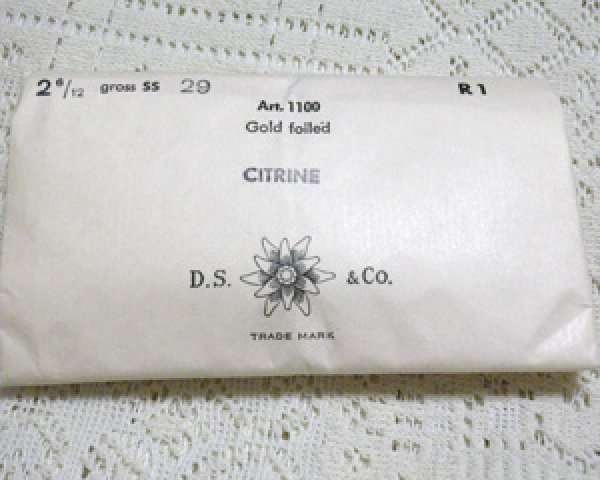 2 6/12 gross SS 29 R 1
Art. 1100
Gold foiled
CITRINE
D.S. & Co.
TRADE MARK